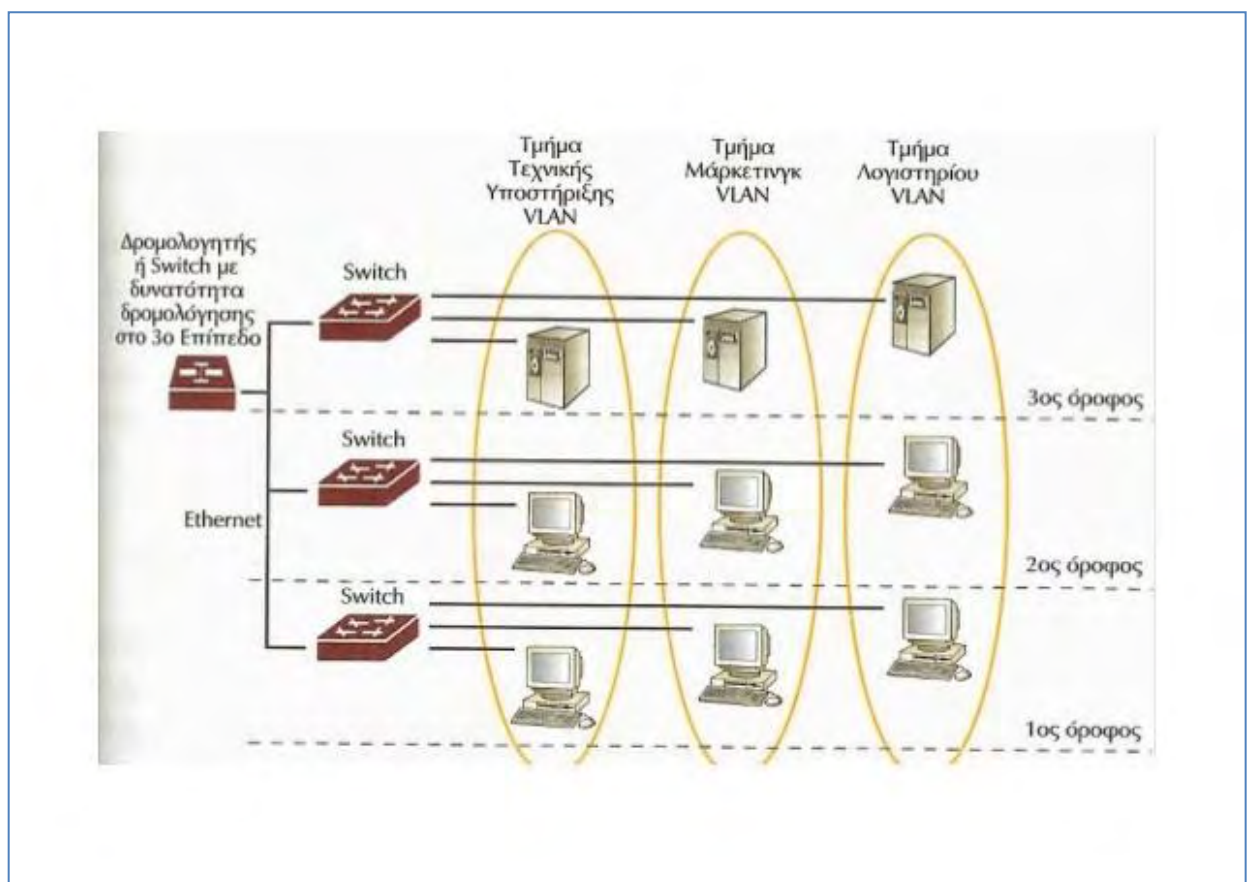 Τμήμα
Τεχνικής
Υποστήριξης
VLAN
Τμήμα
Μάρκετινγκ
VLAN
Τμήμα
Λογιστηρίου
VLAN
Δρομολογητής
ή Switch με
δυνατότητα
δρομολόγησης
στο 3ο Επίπεδο
Switch
3ος όροφος
Switch
Ethernet
2ος όροφος
Switch
1ος όροφος